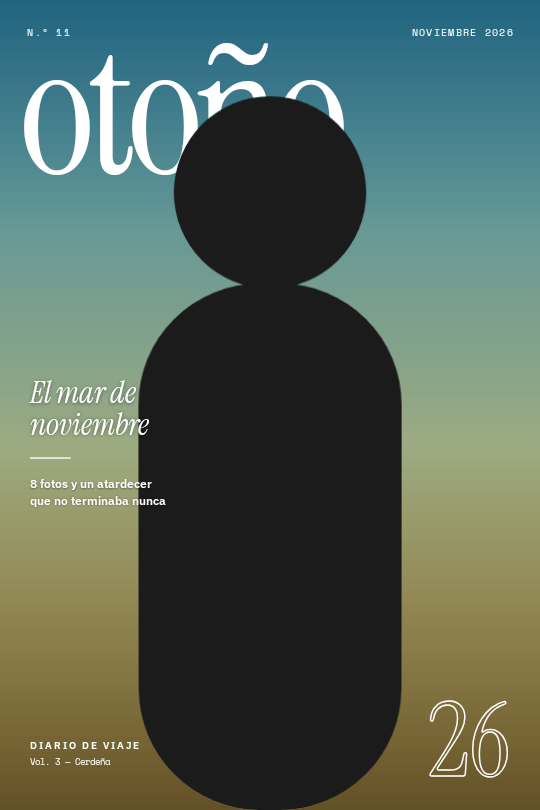 N.º 11
NOVIEMBRE 2026
otoño
El mar de
noviembre
8 fotos y un atardecer
que no terminaba nunca
DIARIO DE VIAJE
Vol. 3 — Cerdeña
26